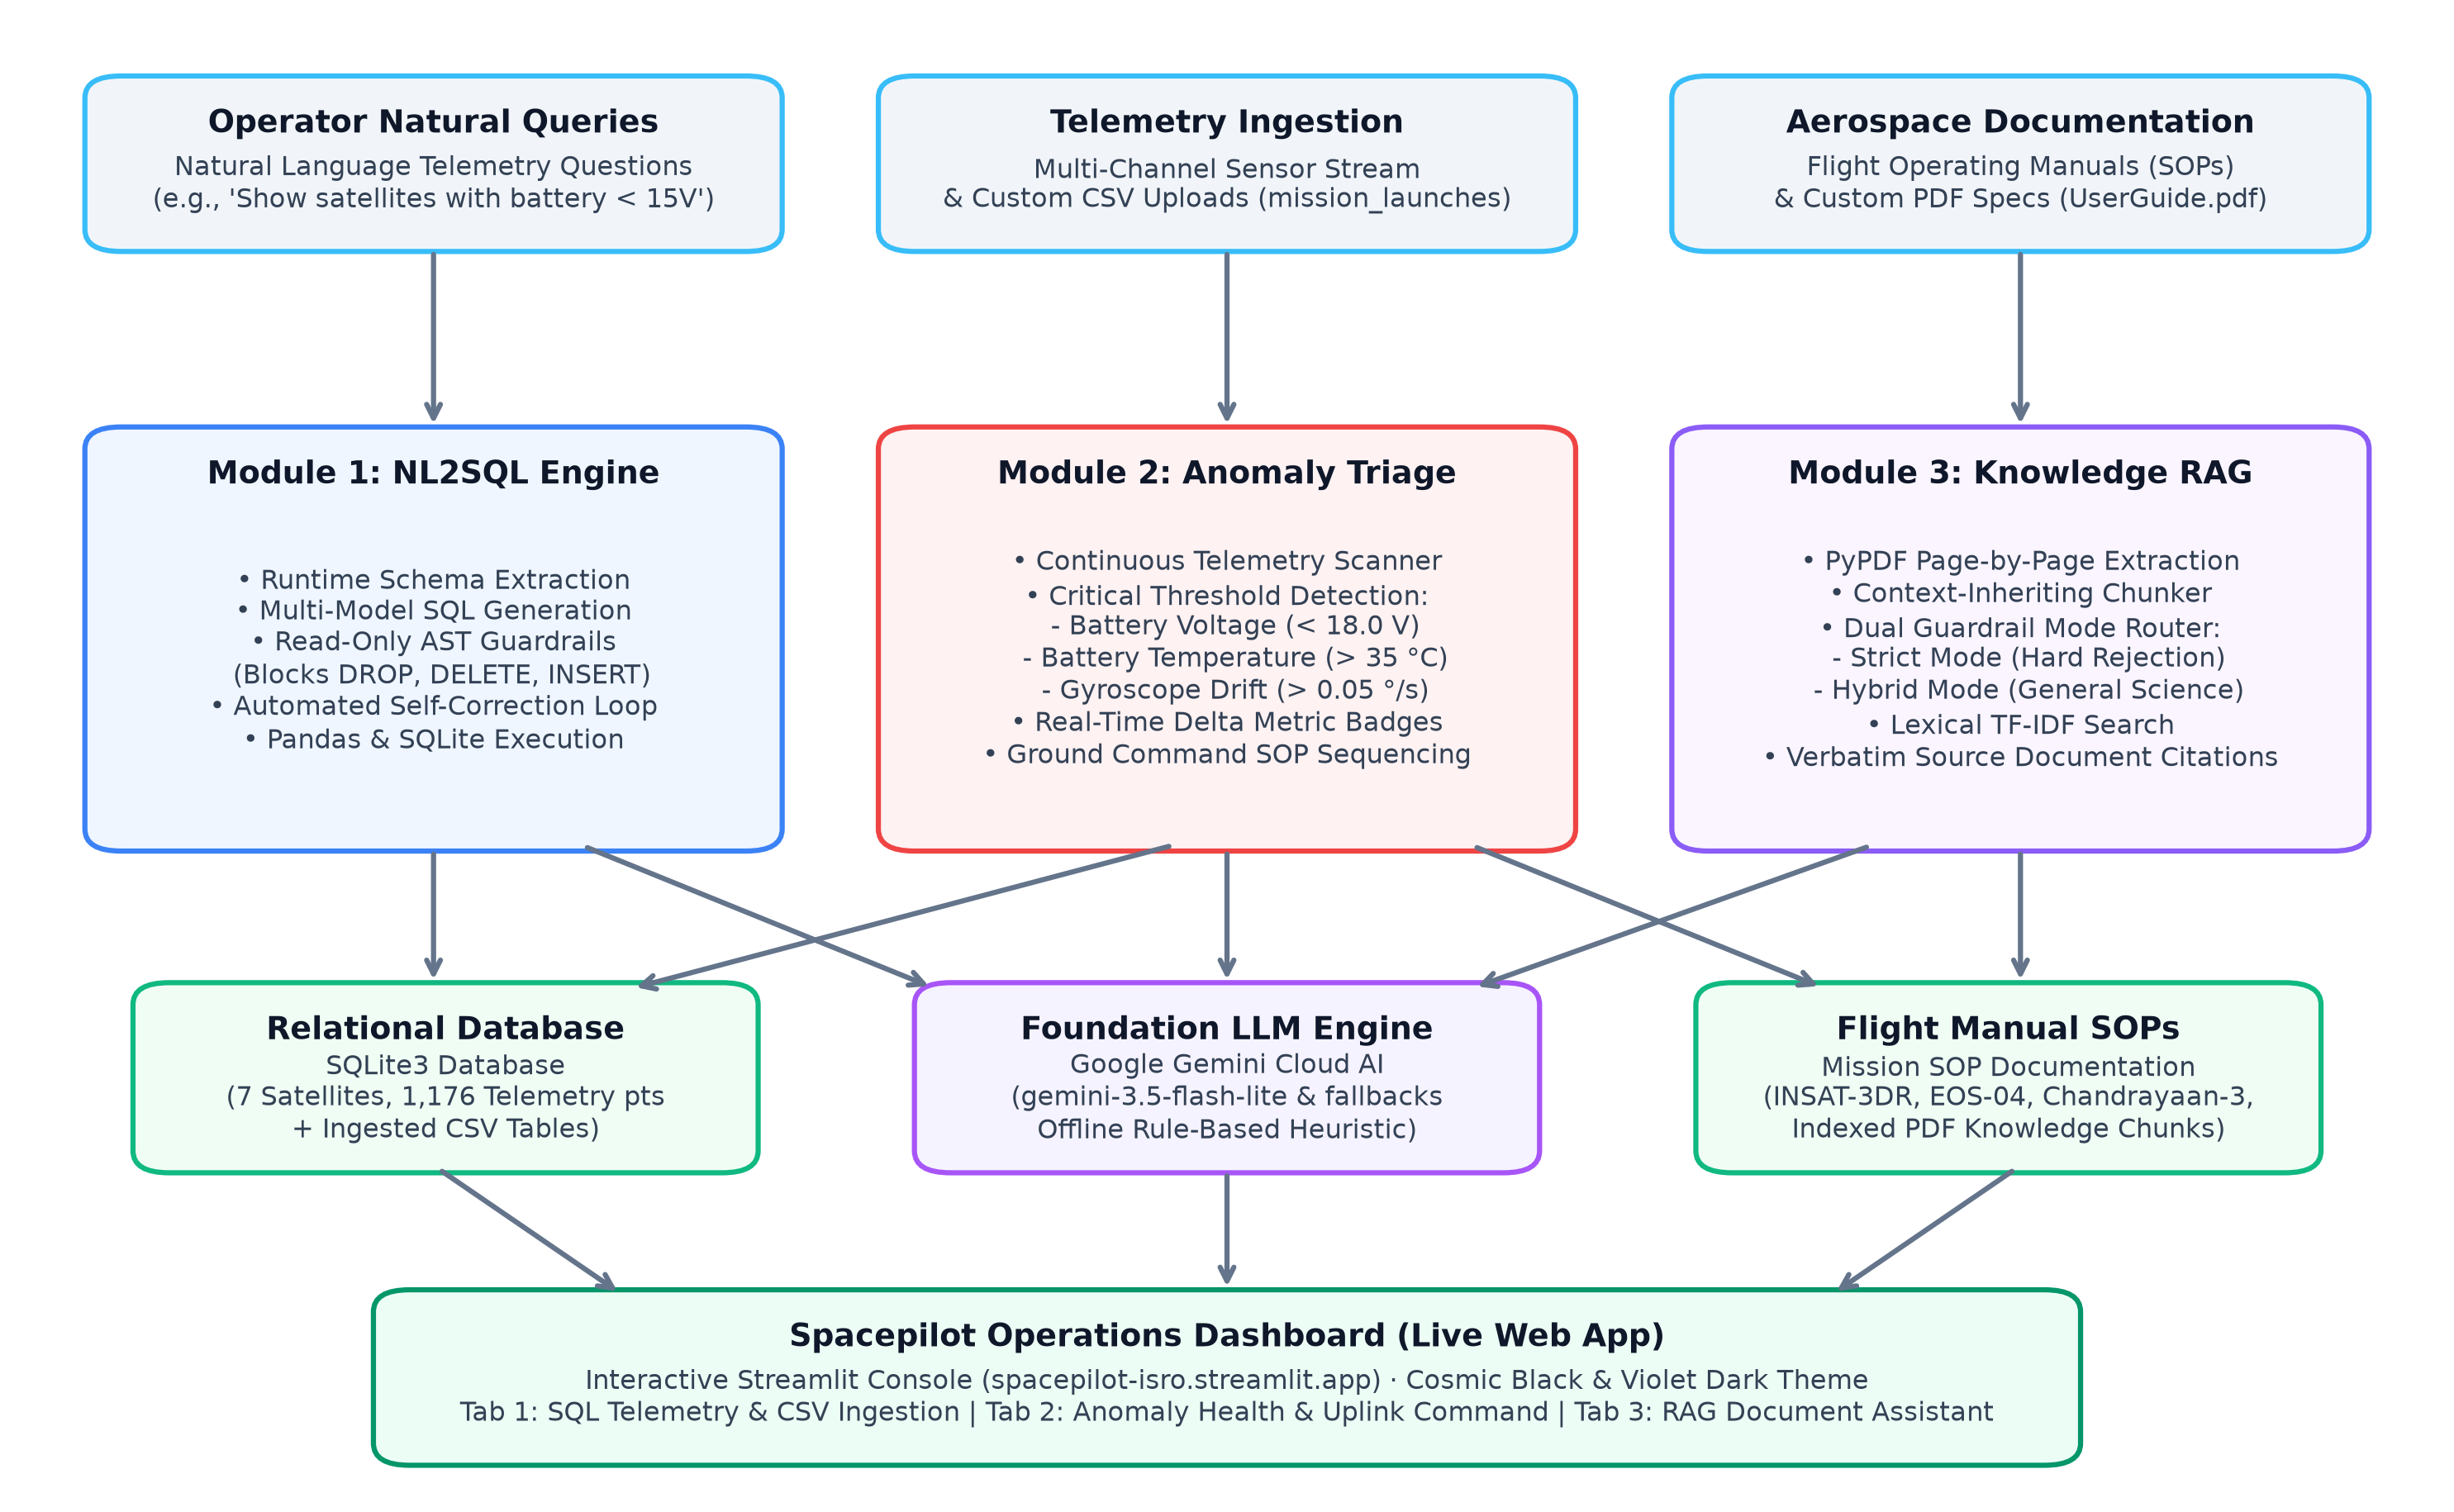 Operator Natural Queries
Natural Language Telemetry Questions
(e.g., 'Show satellites with battery < 15V')
Telemetry Ingestion
Multi-Channel Sensor Stream
& Custom CSV Uploads (mission_launches)
Aerospace Documentation
Flight Operating Manuals (SOPs)
& Custom PDF Specs (UserGuide.pdf)
Module 1: NL2SQL Engine
• Runtime Schema Extraction
• Multi-Model SQL Generation
• Read-Only AST Guardrails
(Blocks DROP, DELETE, INSERT)
• Automated Self-Correction Loop
• Pandas & SQLite Execution
Module 2: Anomaly Triage
• Continuous Telemetry Scanner
• Critical Threshold Detection:
- Battery Voltage (< 18.0 V)
- Battery Temperature (> 35 °C)
- Gyroscope Drift (> 0.05 °/s)
• Real-Time Delta Metric Badges
• Ground Command SOP Sequencing
Module 3: Knowledge RAG
• PyPDF Page-by-Page Extraction
• Context-Inheriting Chunker
• Dual Guardrail Mode Router:
- Strict Mode (Hard Rejection)
- Hybrid Mode (General Science)
• Lexical TF-IDF Search
• Verbatim Source Document Citations
Relational Database
SQLite3 Database
(7 Satellites, 1,176 Telemetry pts
+ Ingested CSV Tables)
Foundation LLM Engine
Google Gemini Cloud AI
(gemini-3.5-flash-lite & fallbacks
Offline Rule-Based Heuristic)
Flight Manual SOPs
Mission SOP Documentation
(INSAT-3DR, EOS-04, Chandrayaan-3,
Indexed PDF Knowledge Chunks)
Spacepilot Operations Dashboard (Live Web App)
Interactive Streamlit Console (spacepilot-isro.streamlit.app) · Cosmic Black & Violet Dark Theme
Tab 1: SQL Telemetry & CSV Ingestion | Tab 2: Anomaly Health & Uplink Command | Tab 3: RAG Document Assistant